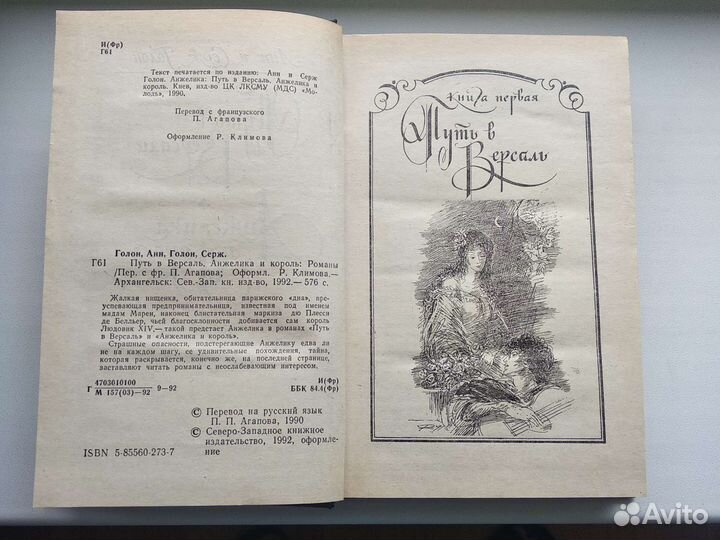 И(Фр)
Г61
Текст печатается по изданию: Анн и Серж
Голон. Анжелика: Путь в Версаль. Анжелика и
король. Киев, изд-во ЦК ЛКСМУ (МДС) «Мо-
лодь», 1990.
Перевод с французского
П. Агапова
Оформление Р. Климова
Голон, Анн, Голон, Серж.
Г61 Путь в Версаль. Анжелика и король: Романы
/Пер. с фр. П. Агапова; Оформл. Р. Климова.—
Архангельск: Сев.-Зап. кн. изд-во, 1992.— 576 с.
Жалкая нищенка, обитательница парижского «дна», пре-
успевающая предпринимательница, известная под именем
мадам Марен, наконец блистательная маркиза дю Плесси
де Белльер, чьей благосклонности добивается сам король
Людовик XIV,— такой предстает Анжелика в романах «Путь
в Версаль» и «Анжелика и король».
Страшные опасности, подстерегающие Анжелику едва ли
не на каждом шагу, ее удивительные похождения, тайна,
которая раскрывается, конечно же, на последней странице,
заставляют читать романы с неослабевающим интересом.
Г 4703010100 9—92
М 157(03)—92
И(Фр)
ББК 84.4(Фр)
© Перевод на русский язык
П. П. Агапова, 1990
© Северо-Западное книжное
издательство, 1992, оформле-
ние
ISBN 5-85560-273-7
книга первая
Путь в
Версаль
Avito